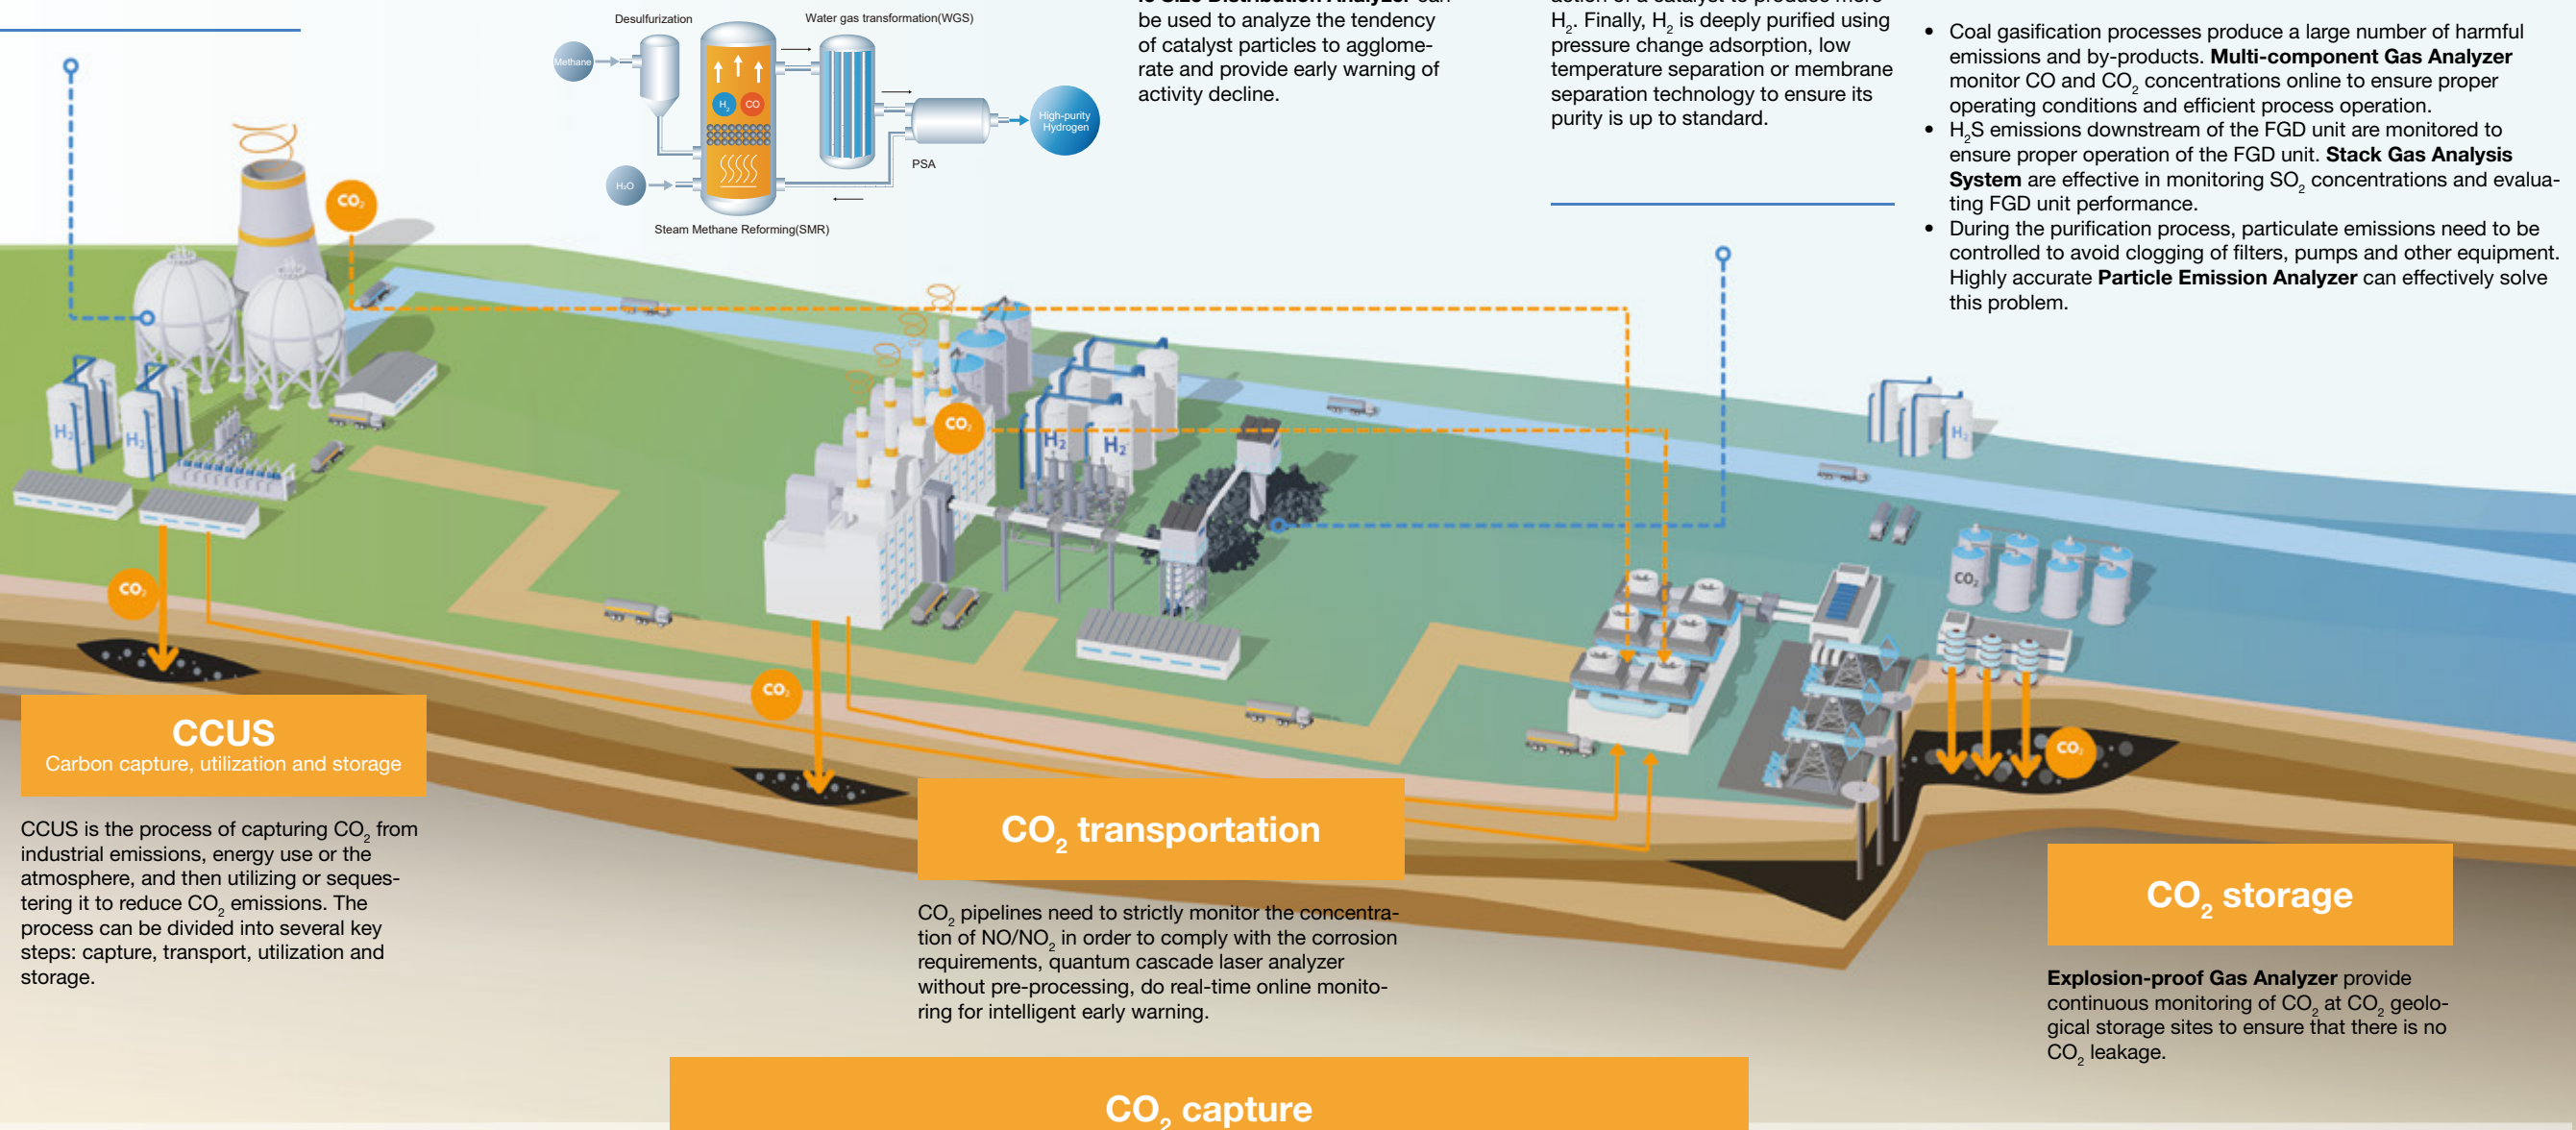 Desulfurization
Water gas transformation(WGS)
Methane
H₂
CO
High-purity
Hydrogen
PSA
H₂O
Steam Methane Reforming(SMR)
le Size Distribution Analyzer can
be used to analyze the tendency
of catalyst particles to agglome-
rate and provide early warning of
activity decline.
action of a catalyst to produce more
H₂. Finally, H₂ is deeply purified using
pressure change adsorption, low
temperature separation or membrane
separation technology to ensure its
purity is up to standard.
• Coal gasification processes produce a large number of harmful
emissions and by-products. Multi-component Gas Analyzer
monitor CO and CO₂ concentrations online to ensure proper
operating conditions and efficient process operation.
• H₂S emissions downstream of the FGD unit are monitored to
ensure proper operation of the FGD unit. Stack Gas Analysis
System are effective in monitoring SO₂ concentrations and evalua-
ting FGD unit performance.
• During the purification process, particulate emissions need to be
controlled to avoid clogging of filters, pumps and other equipment.
Highly accurate Particle Emission Analyzer can effectively solve
this problem.
CO₂
CO₂
H₂
H₂
H₂
H₂
H₂
CO₂
CO₂
CO₂
CO₂
CCUS
Carbon capture, utilization and storage
CCUS is the process of capturing CO₂ from
industrial emissions, energy use or the
atmosphere, and then utilizing or seques-
tering it to reduce CO₂ emissions. The
process can be divided into several key
steps: capture, transport, utilization and
storage.
CO₂ transportation
CO₂ pipelines need to strictly monitor the concentra-
tion of NO/NO₂ in order to comply with the corrosion
requirements, quantum cascade laser analyzer
without pre-processing, do real-time online monito-
ring for intelligent early warning.
CO₂ storage
Explosion-proof Gas Analyzer provide
continuous monitoring of CO₂ at CO₂ geolo-
gical storage sites to ensure that there is no
CO₂ leakage.
CO₂ capture